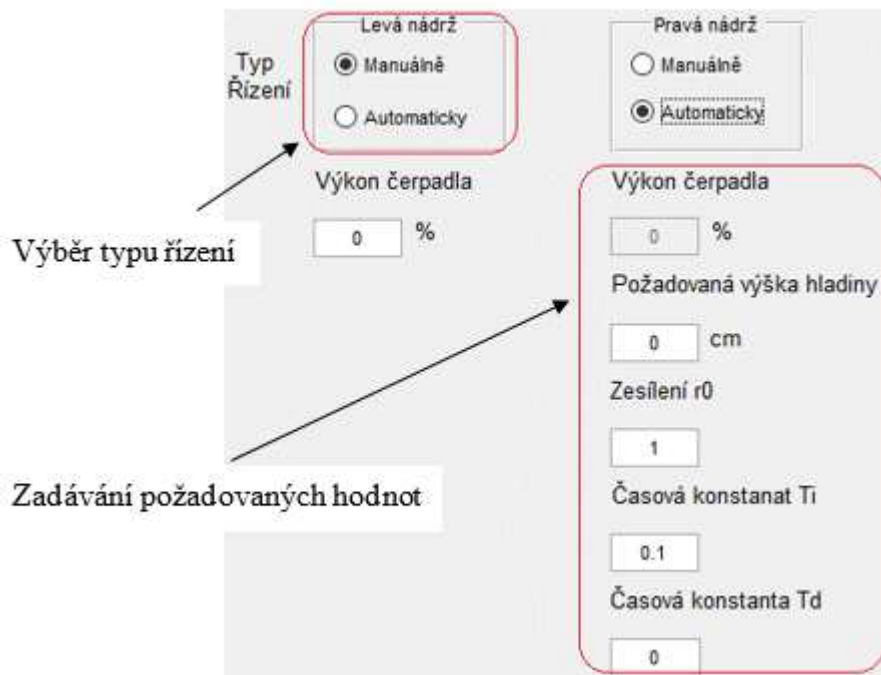 Levá nádrž
Pravá nádrž
Typ
Řízení
Manuálně
Automaticky
Manuálně
Automaticky
Výkon čerpadla
0 %
Výkon čerpadla
0 %
Výběr typu řízení
Požadovaná výška hladiny
0 cm
Zesílení r0
1
Zadávání požadovaných hodnot
Časová konstanat Ti
0.1
Časová konstanta Td
0